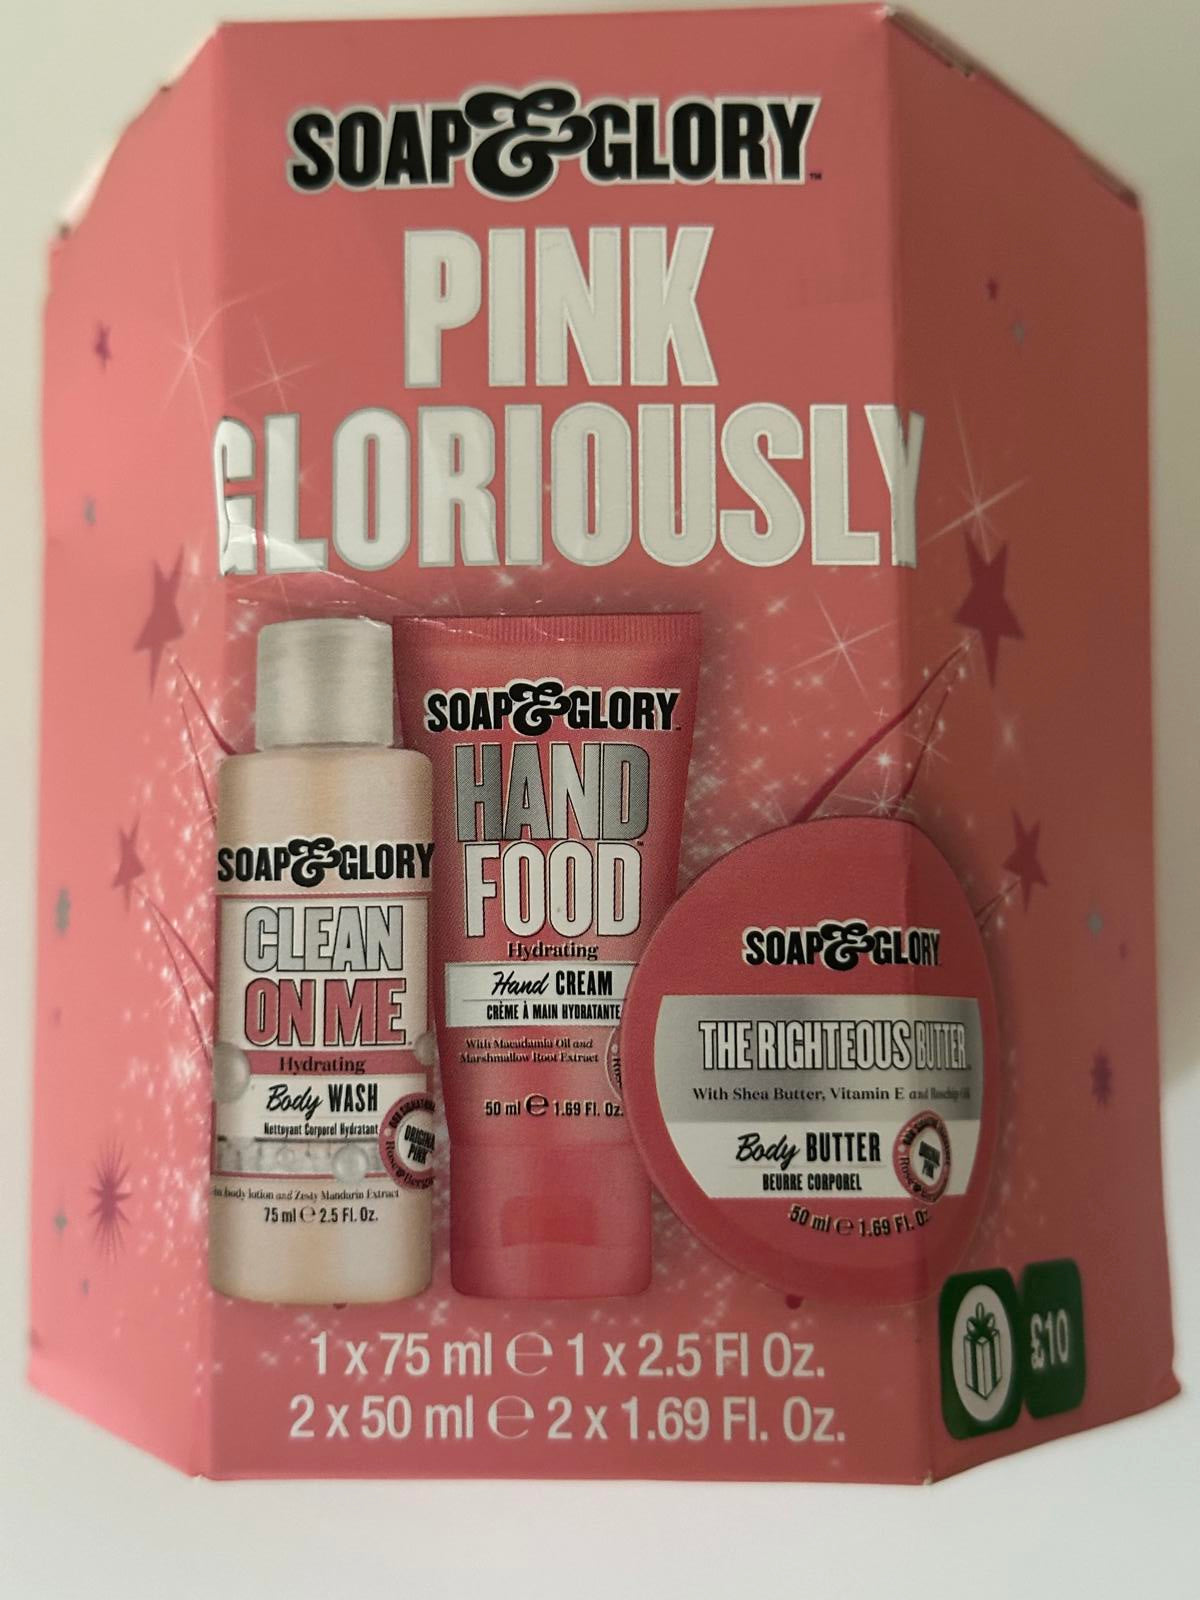 SOAP&GLORY™
PINK
GLORIOUSLY
SOAP&GLORY
HAND
FOOD™
Hydrating
Hand CREAM
CRÈME À MAIN HYDRATANTE
With Macadamia Oil and
Marshmallow Root Extract
50 ml ℮ 1.69 Fl. Oz.
SOAP&GLORY
CLEAN
ON ME
Hydrating
Body WASH
Nettoyant Corporel Hydratant
ORIGINAL
PINK
body lotion and Zesty Mandarin Extract
75 ml ℮ 2.5 Fl. Oz.
SOAP&GLORY
THE RIGHTEOUS BUTTER
With Shea Butter, Vitamin E and Rosehip Oil
Body BUTTER
BEURRE CORPOREL
ORIGINAL
PINK
50 ml ℮ 1.69 Fl. Oz.
£10
1 x 75 ml ℮ 1 x 2.5 Fl Oz.
2 x 50 ml ℮ 2 x 1.69 Fl. Oz.